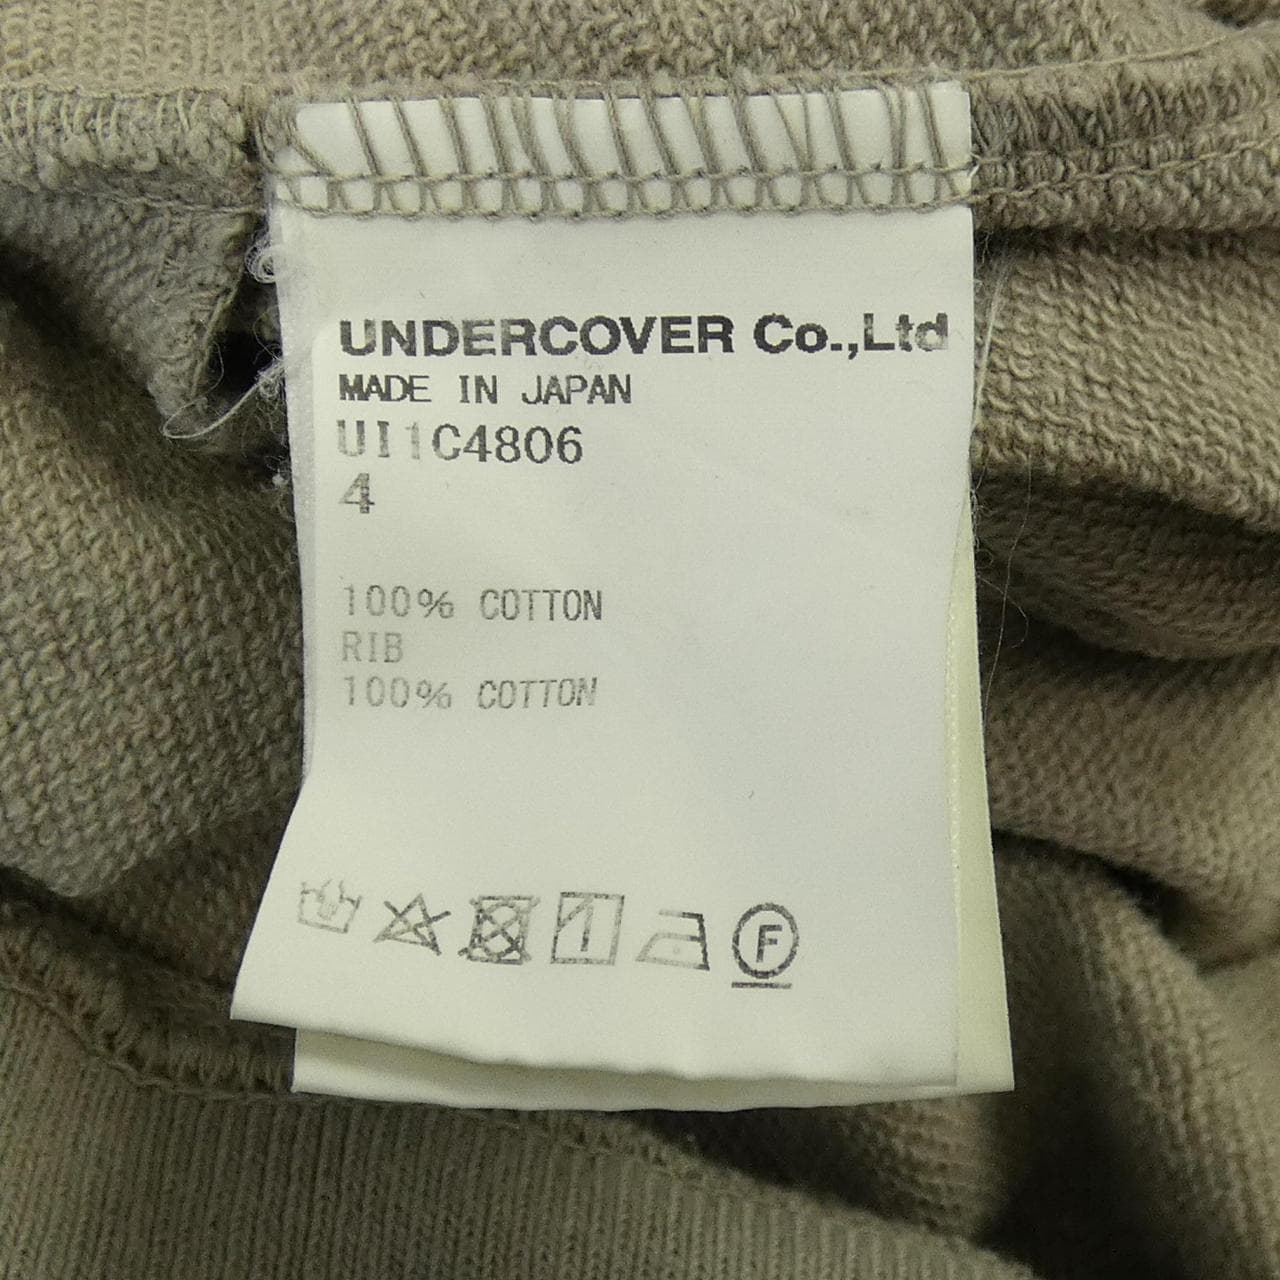 UNDERCOVER Co.,Ltd
MADE IN JAPAN
UI1C4806
4
100% COTTON
RIB
100% COTTON
F